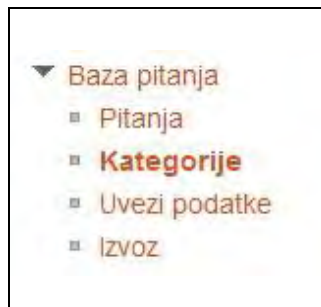 Baza pitanja
Pitanja
Kategorije
Uvezi podatke
Izvoz